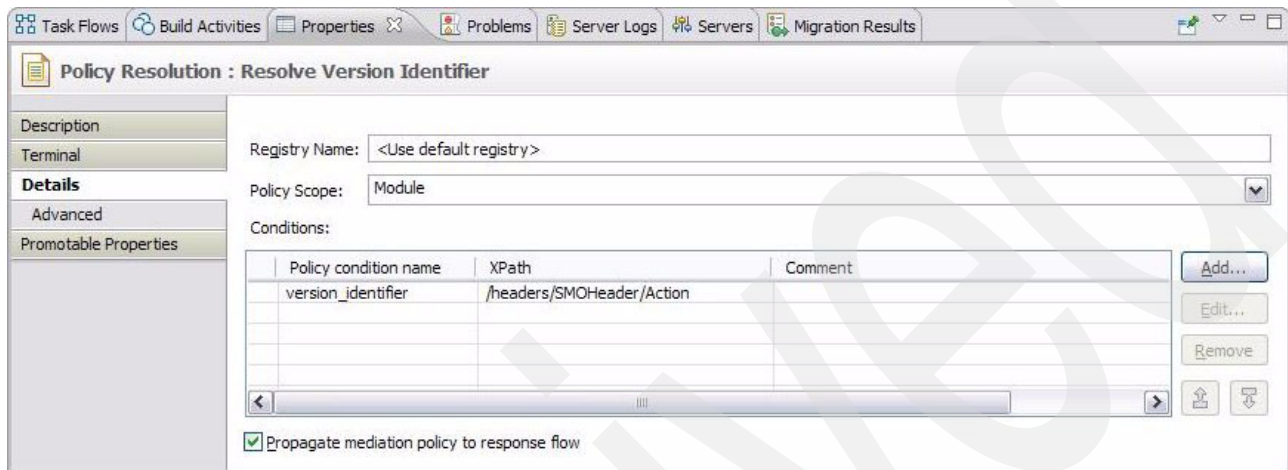 Task Flows Build Activities Properties Problems Server Logs Servers Migration Results
Policy Resolution : Resolve Version Identifier
Description
Terminal
Details
Advanced
Promotable Properties
Registry Name: <Use default registry>
Policy Scope: Module
Conditions:
Policy condition name XPath Comment
version_identifier /headers/SMOHeader/Action
Add...
Edit...
Remove
Propagate mediation policy to response flow